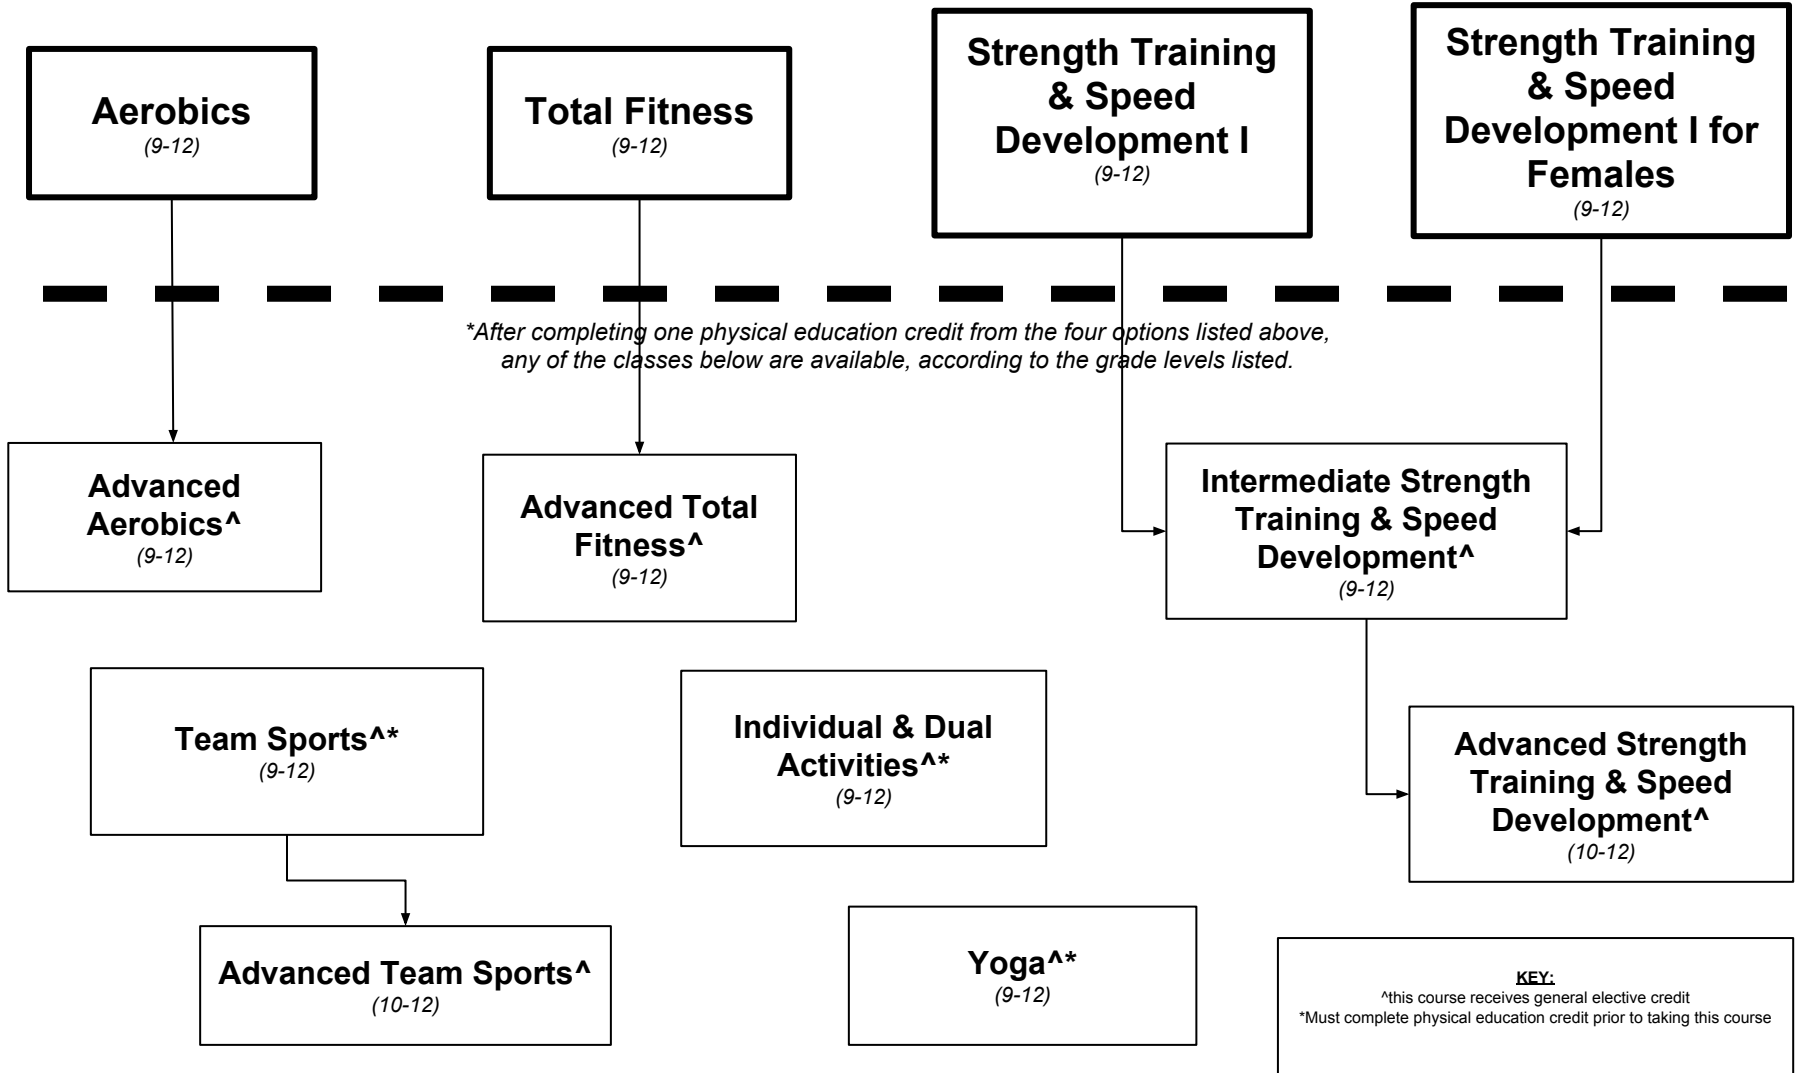 Aerobics
(9-12)
Total Fitness
(9-12)
Strength Training
& Speed
Development I
(9-12)
Strength Training
& Speed
Development I for
Females
(9-12)
*After completing one physical education credit from the four options listed above,
any of the classes below are available, according to the grade levels listed.
Advanced
Aerobics^
(9-12)
Advanced Total
Fitness^
(9-12)
Intermediate Strength
Training & Speed
Development^
(9-12)
Team Sports^*
(9-12)
Individual & Dual
Activities^*
(9-12)
Advanced Strength
Training & Speed
Development^
(10-12)
Advanced Team Sports^
(10-12)
Yoga^*
(9-12)
KEY:
^this course receives general elective credit
*Must complete physical education credit prior to taking this course